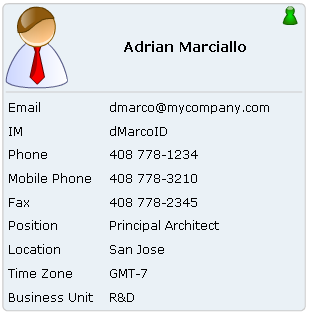 Adrian Marciallo
Email dmarco@mycompany.com
IM dMarcoID
Phone 408 778-1234
Mobile Phone 408 778-3210
Fax 408 778-2345
Position Principal Architect
Location San Jose
Time Zone GMT-7
Business Unit R&D